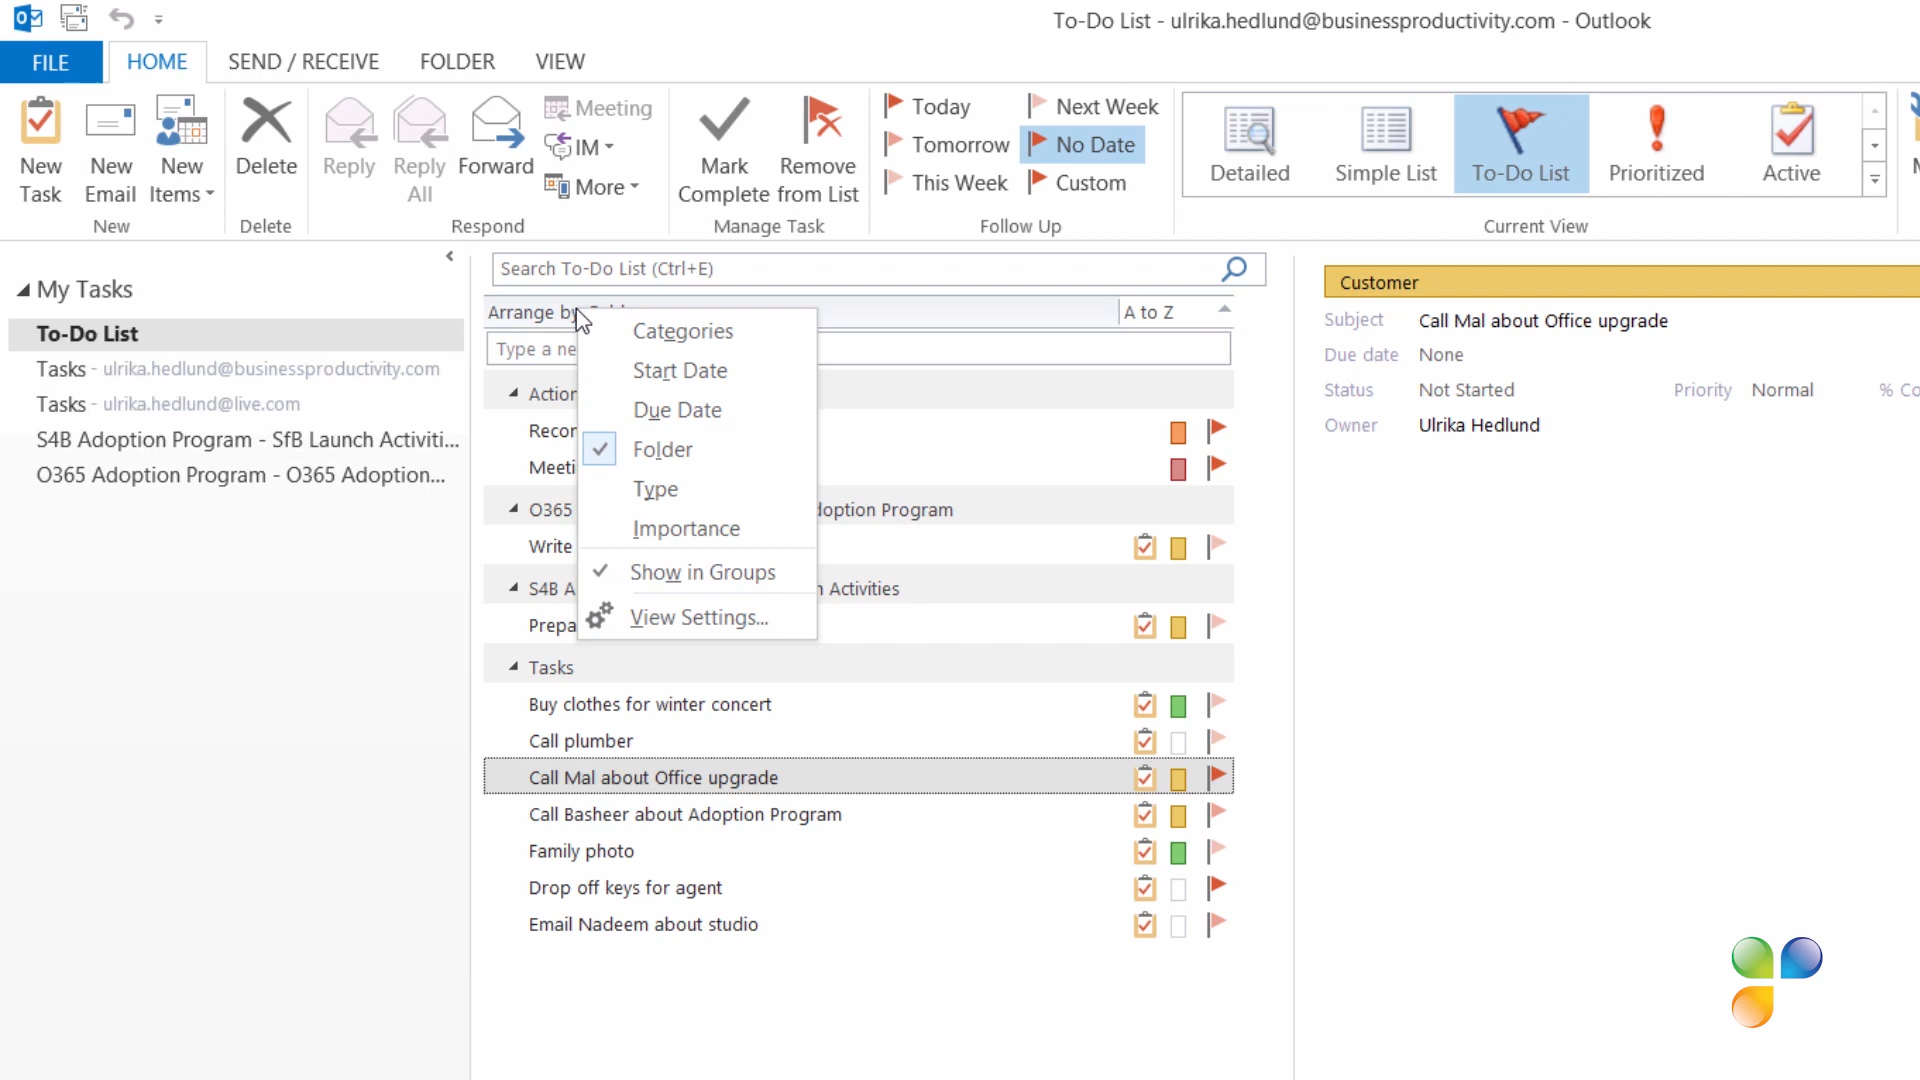 To-Do List - ulrika.hedlund@businessproductivity.com - Outlook
FILE
HOME
SEND / RECEIVE
FOLDER
VIEW
New Task
New Email
New Items
New
Delete
Delete
Reply
Reply All
Forward
Meeting
IM
More
Respond
Mark Complete
Remove from List
Manage Task
Today
Tomorrow
This Week
Next Week
No Date
Custom
Follow Up
Detailed
Simple List
To-Do List
Prioritized
Active
Current View
My Tasks
To-Do List
Tasks - ulrika.hedlund@businessproductivity.com
Tasks - ulrika.hedlund@live.com
S4B Adoption Program - SfB Launch Activiti...
O365 Adoption Program - O365 Adoption...
Search To-Do List (Ctrl+E)
Arrange by
A to Z
Type a ne
Categories
Start Date
Due Date
Folder
Type
Importance
Show in Groups
View Settings...
Action
Recor
Meeti
O365
doption Program
Write
S4B A
Activities
Prepa
Tasks
Buy clothes for winter concert
Call plumber
Call Mal about Office upgrade
Call Basheer about Adoption Program
Family photo
Drop off keys for agent
Email Nadeem about studio
Customer
Subject Call Mal about Office upgrade
Due date None
Status Not Started Priority Normal % Co
Owner Ulrika Hedlund